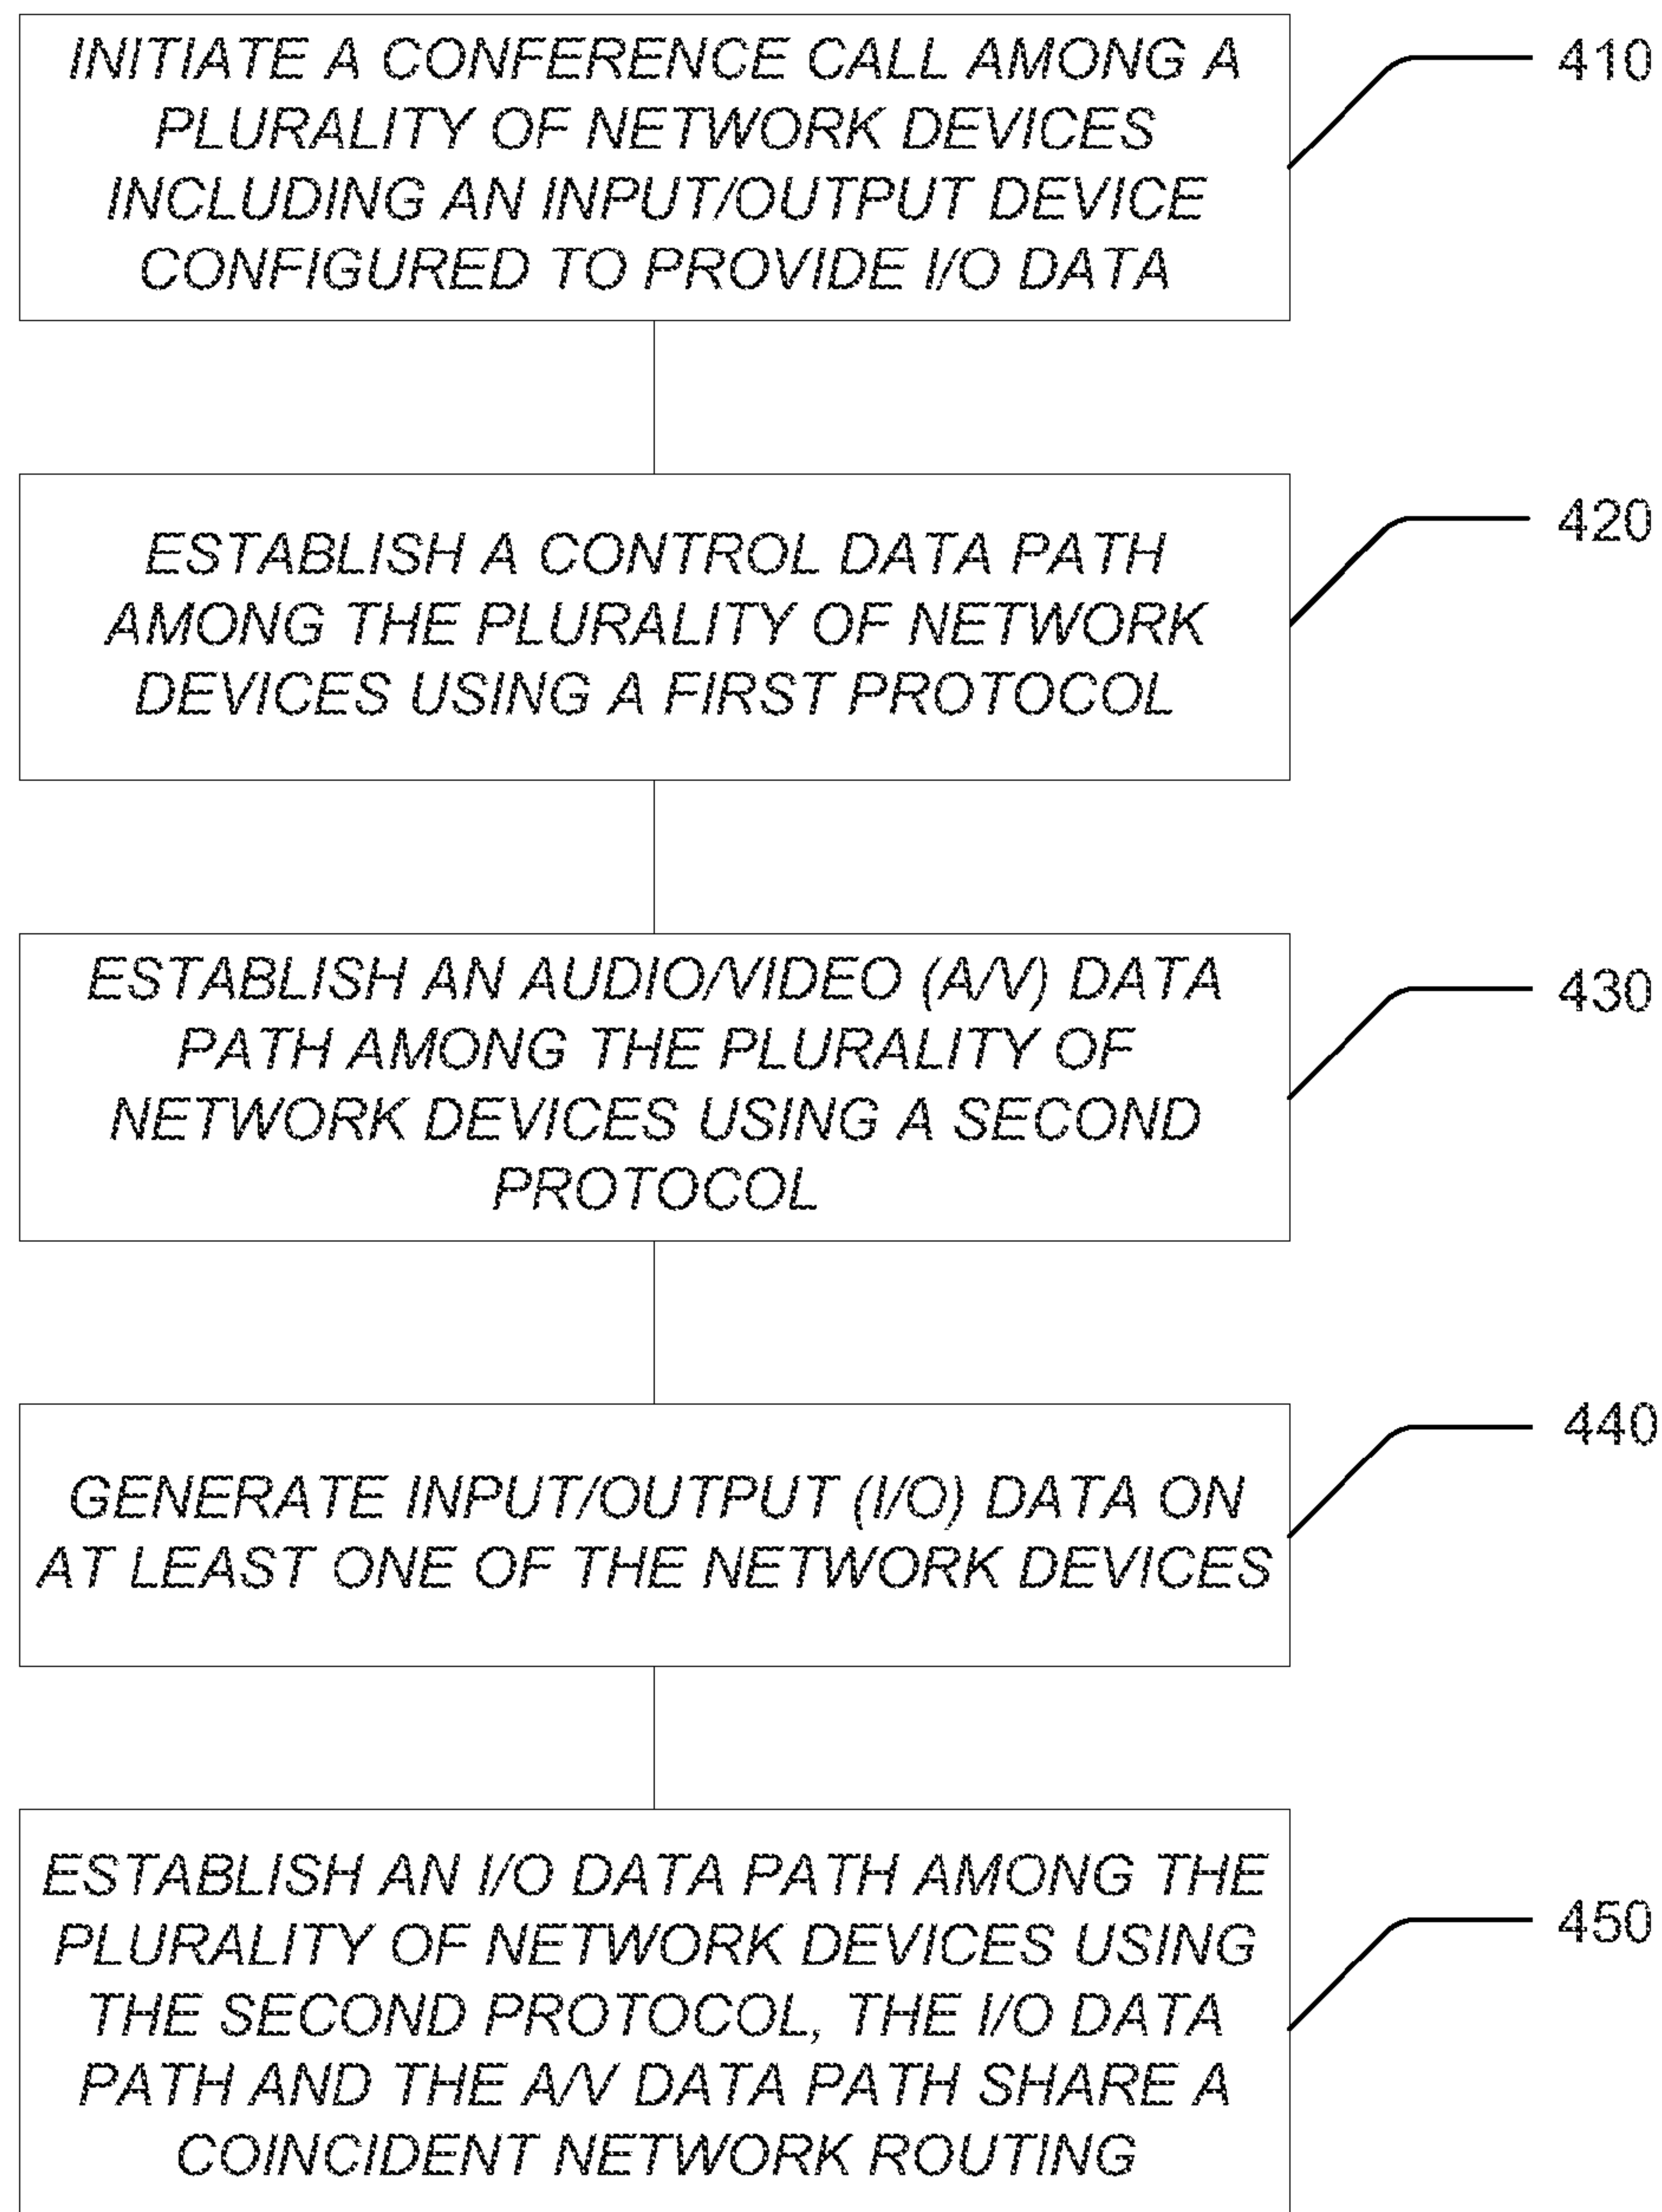 INITIATE A CONFERENCE CALL AMONG A
PLURALITY OF NETWORK DEVICES
INCLUDING AN INPUT/OUTPUT DEVICE
CONFIGURED TO PROVIDE I/O DATA
410
ESTABLISH A CONTROL DATA PATH
AMONG THE PLURALITY OF NETWORK
DEVICES USING A FIRST PROTOCOL
420
ESTABLISH AN AUDIO/VIDEO (A/V) DATA
PATH AMONG THE PLURALITY OF
NETWORK DEVICES USING A SECOND
PROTOCOL
430
GENERATE INPUT/OUTPUT (I/O) DATA ON
AT LEAST ONE OF THE NETWORK DEVICES
440
ESTABLISH AN I/O DATA PATH AMONG THE
PLURALITY OF NETWORK DEVICES USING
THE SECOND PROTOCOL, THE I/O DATA
PATH AND THE A/V DATA PATH SHARE A
COINCIDENT NETWORK ROUTING
450